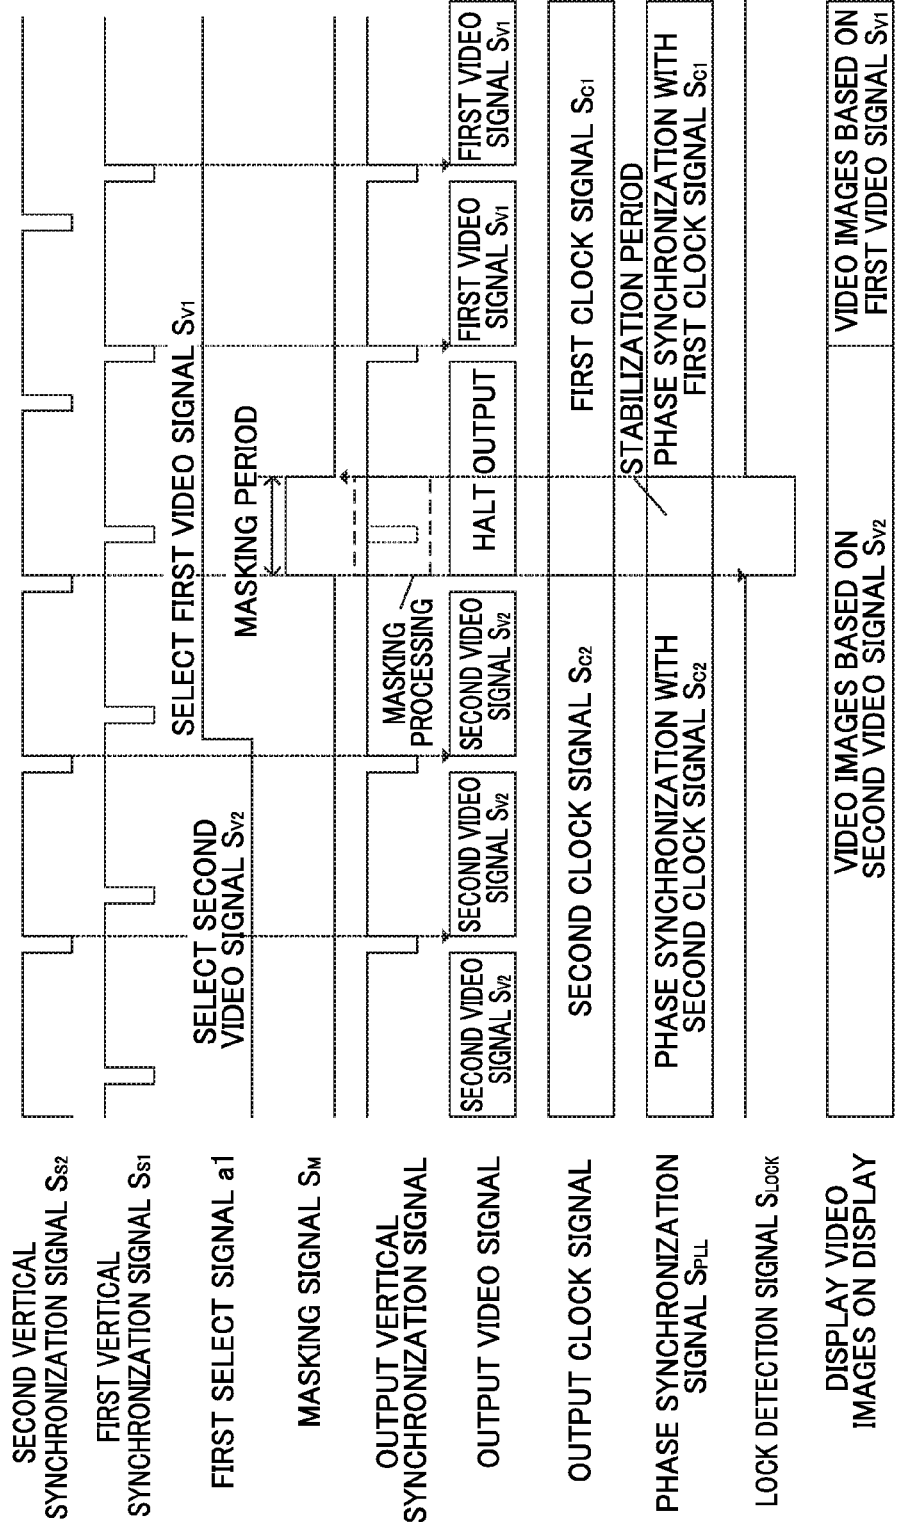 SECOND VERTICAL
SYNCHRONIZATION SIGNAL SS2
FIRST VERTICAL
SYNCHRONIZATION SIGNAL SS1
SELECT FIRST VIDEO SIGNAL SV1
SELECT SECOND
VIDEO SIGNAL SV2
FIRST SELECT SIGNAL a1
MASKING PERIOD
MASKING SIGNAL SM
OUTPUT VERTICAL
SYNCHRONIZATION SIGNAL
MASKING
PROCESSING
OUTPUT VIDEO SIGNAL
SECOND VIDEO
SIGNAL SV2
SECOND VIDEO
SIGNAL SV2
SECOND VIDEO
SIGNAL SV2
HALT OUTPUT
FIRST VIDEO
SIGNAL SV1
FIRST VIDEO
SIGNAL SV1
OUTPUT CLOCK SIGNAL
SECOND CLOCK SIGNAL SC2
FIRST CLOCK SIGNAL SC1
STABILIZATION PERIOD
PHASE SYNCHRONIZATION
SIGNAL SPLL
PHASE SYNCHRONIZATION WITH
SECOND CLOCK SIGNAL SC2
PHASE SYNCHRONIZATION WITH
FIRST CLOCK SIGNAL SC1
LOCK DETECTION SIGNAL SLOCK
DISPLAY VIDEO
IMAGES ON DISPLAY
VIDEO IMAGES BASED ON
SECOND VIDEO SIGNAL SV2
VIDEO IMAGES BASED ON
FIRST VIDEO SIGNAL SV1